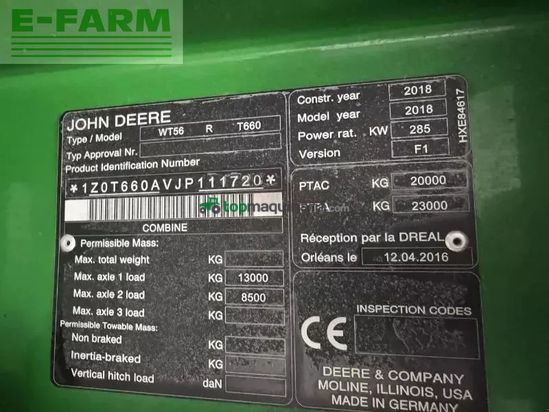 E-FARM
JOHN DEERE
Type / Model WT56 R T660
Typ Approval Nr.
Product Identification Number
*1Z0T660AVJP111720*
topmaqu
COMBINE
Permissible Mass:
Max. total weight KG
Max. axle 1 load KG 13000
Max. axle 2 load KG 8500
Max. axle 3 load KG
Permissible Towable Mass:
Non braked KG
Inertia-braked KG
Vertical hitch load daN
Constr. year 2018
Model year 2018
Power rat. KW 285
Version F1
HXE84617
PTAC KG 20000
KG 23000
Réception par la DREAL
Orléans le 12.04.2016
INSPECTION CODES
CE
DEERE & COMPANY
MOLINE, ILLINOIS, USA
MADE IN GERMANY